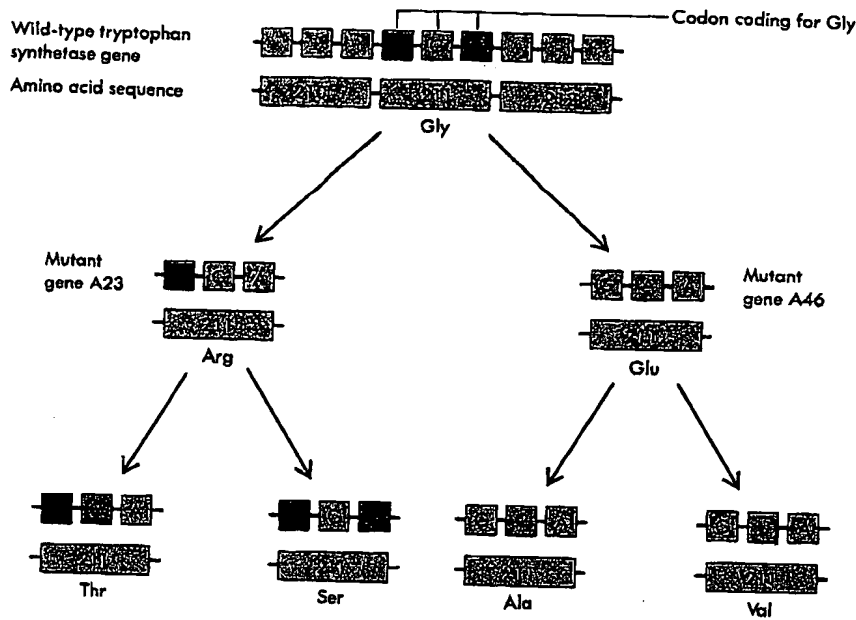 Wild-type tryptophan
synthetase gene
Codon coding for Gly
Amino acid sequence
Gly
Mutant
gene A23
Arg
Mutant
gene A46
Glu
Thr
Ser
Ala
Val